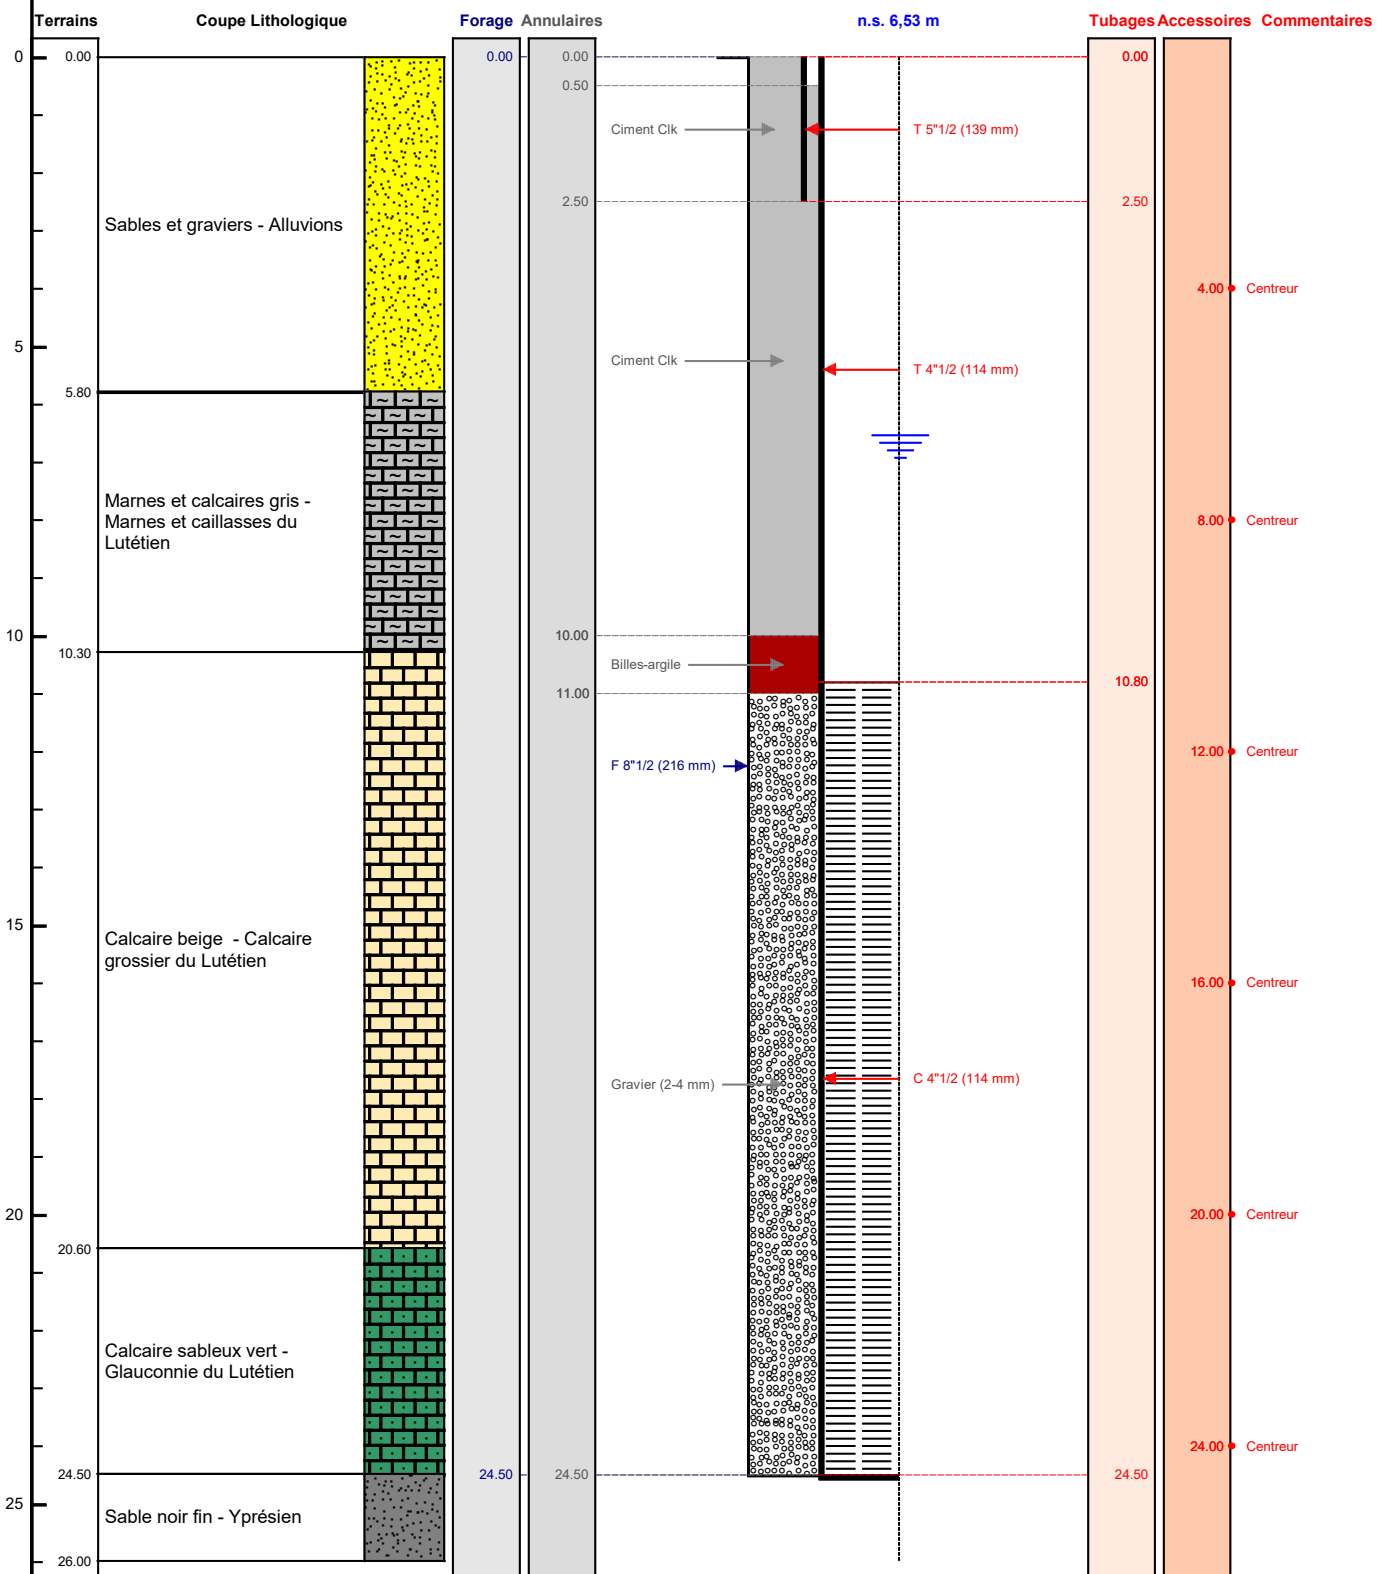 Terrains Coupe Lithologique Forage Annulaires n.s. 6,53 m Tubages Accessoires Commentaires
0 0.00 0.00 0.00 0.00
0.50
Ciment Clk T 5"1/2 (139 mm)
2.50 2.50
Sables et graviers - Alluvions
4.00 Centreur
5
Ciment Clk T 4"1/2 (114 mm)
5.80
Marnes et calcaires gris -
Marnes et caillasses du
Lutétien
8.00 Centreur
10 10.00
10.30
Billes-argile
10.80
11.00
12.00 Centreur
F 8"1/2 (216 mm)
15
Calcaire beige - Calcaire
grossier du Lutétien
16.00 Centreur
Gravier (2-4 mm) C 4"1/2 (114 mm)
20 20.00 Centreur
20.60
Calcaire sableux vert -
Glauconnie du Lutétien
24.00 Centreur
24.50 24.50 24.50 24.50
25
Sable noir fin - Yprésien
26.00